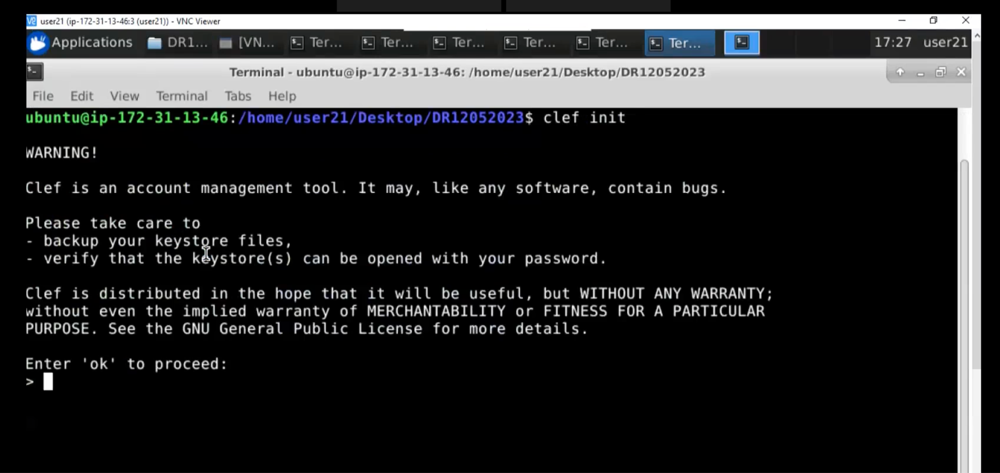 user21 (ip-172-31-13-46:3 (user21)) - VNC Viewer
Applications DR1... [VN... Ter... Ter... Ter... Ter... Ter... Ter... 17:27 user21
Terminal - ubuntu@ip-172-31-13-46: /home/user21/Desktop/DR12052023
File Edit View Terminal Tabs Help
ubuntu@ip-172-31-13-46:/home/user21/Desktop/DR12052023$ clef init
WARNING!
Clef is an account management tool. It may, like any software, contain bugs.
Please take care to
- backup your keystore files,
- verify that the keystore(s) can be opened with your password.
Clef is distributed in the hope that it will be useful, but WITHOUT ANY WARRANTY;
without even the implied warranty of MERCHANTABILITY or FITNESS FOR A PARTICULAR
PURPOSE. See the GNU General Public License for more details.
Enter 'ok' to proceed:
>